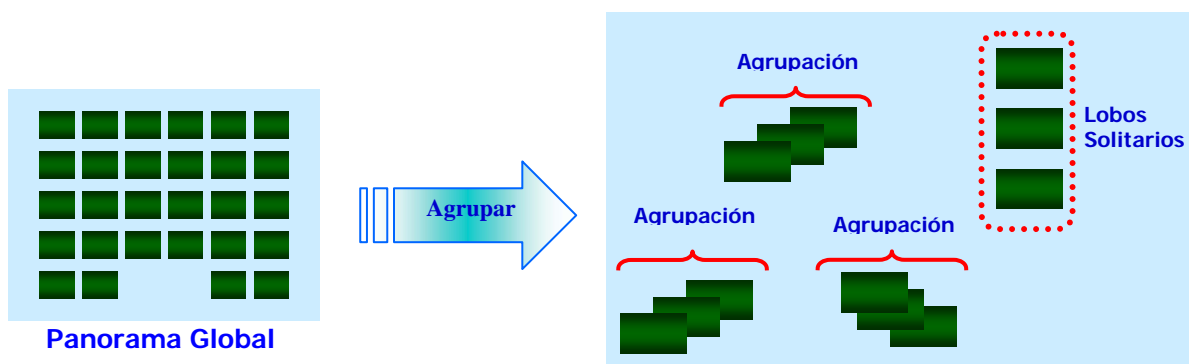 Panorama Global
Agrupar
Agrupación
Agrupación
Agrupación
Lobos
Solitarios